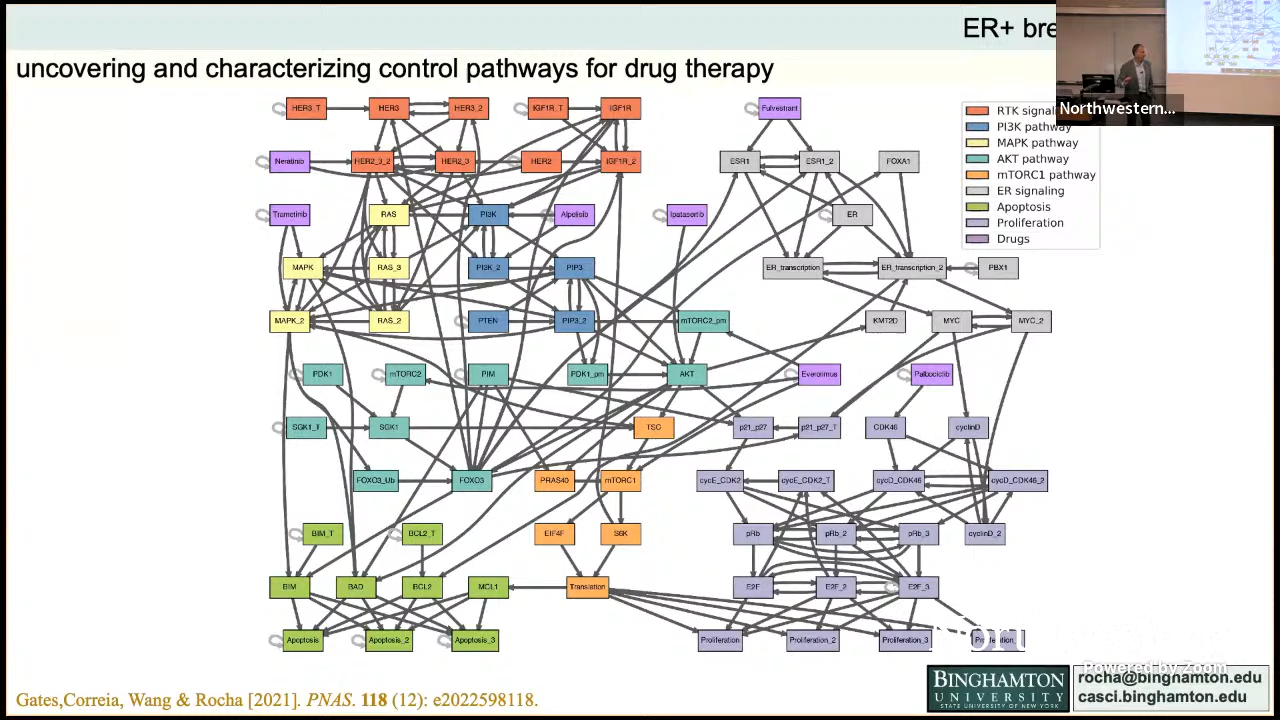 ER+ bre
uncovering and characterizing control pathways for drug therapy
Northwestern...
HER3_T HER3 HER3_2 IGF1R_T IGF1R Fulvestrant
RTK signal
PI3K pathway
MAPK pathway
AKT pathway
mTORC1 pathway
ER signaling
Apoptosis
Proliferation
Drugs
Neratinib HER2_3_2 HER2_3 HER2 IGF1R_2 ESR1 ESR1_2 FOXA1
Trametinib RAS PI3K Alpelisib Ipatasertib ER
MAPK RAS_3 PI3K_2 PIP3 ER_transcription ER_transcription_2 PBX1
MAPK_2 RAS_2 PTEN PIP3_2 mTORC2_pm KMT2D MYC MYC_2
PDK1 mTORC2 PIM PDK1_pm AKT Everolimus Palbociclib
SGK1_T SGK1 TSC p21_p27 p21_p27_T CDK46 cyclinD
FOXO3_Ub FOXO3 PRAS40 mTORC1 cycE_CDK2 cycE_CDK2_T cycD_CDK46 cycD_CDK46_2
BIM_T BCL2_T EIF4F S6K pRb pRb_2 pRb_3 cyclinD_2
BIM BAD BCL2 MCL1 Translation E2F E2F_2 E2F_3
Apoptosis Apoptosis_2 Apoptosis_3 Proliferation Proliferation_2 Proliferation_3
Powered by Zoom
Gates,Correia, Wang & Rocha [2021]. PNAS. 118 (12): e2022598118.
BINGHAMTON
UNIVERSITY
STATE UNIVERSITY OF NEW YORK
rocha@binghamton.edu
casci.binghamton.edu